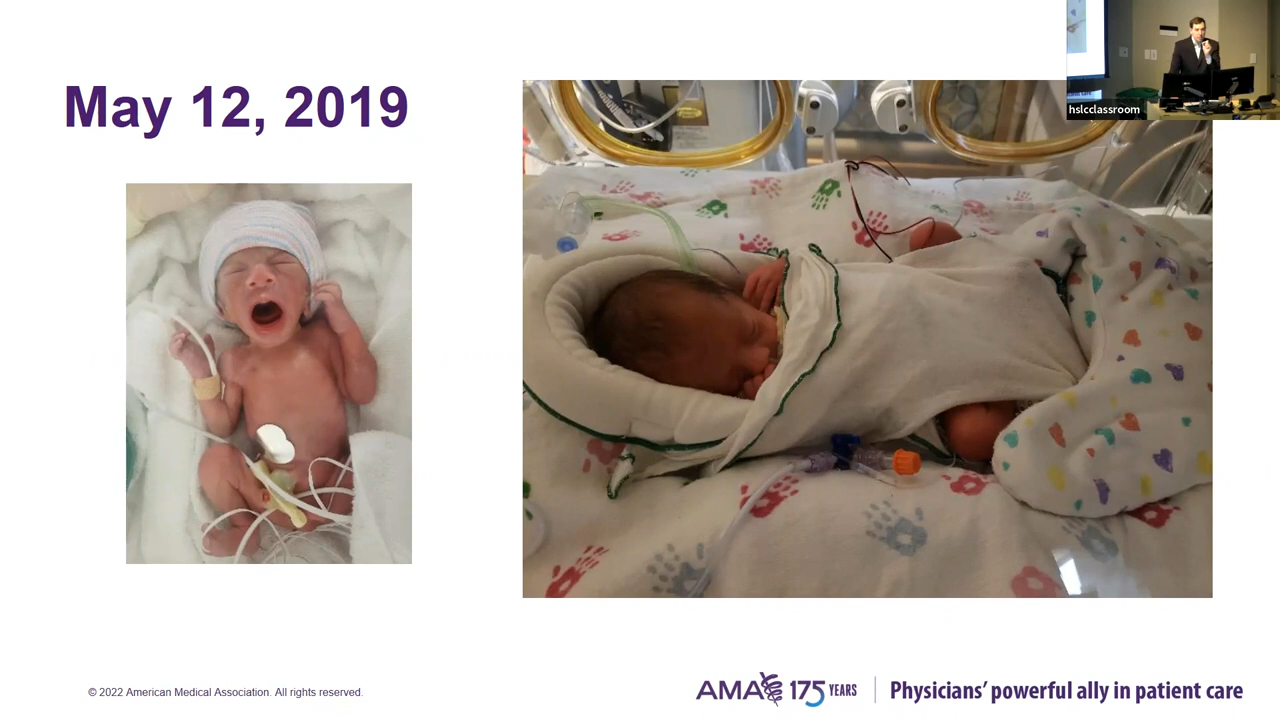 hslcclassroom
May 12, 2019
© 2022 American Medical Association. All rights reserved.
AMA 175 YEARS
Physicians’ powerful ally in patient care